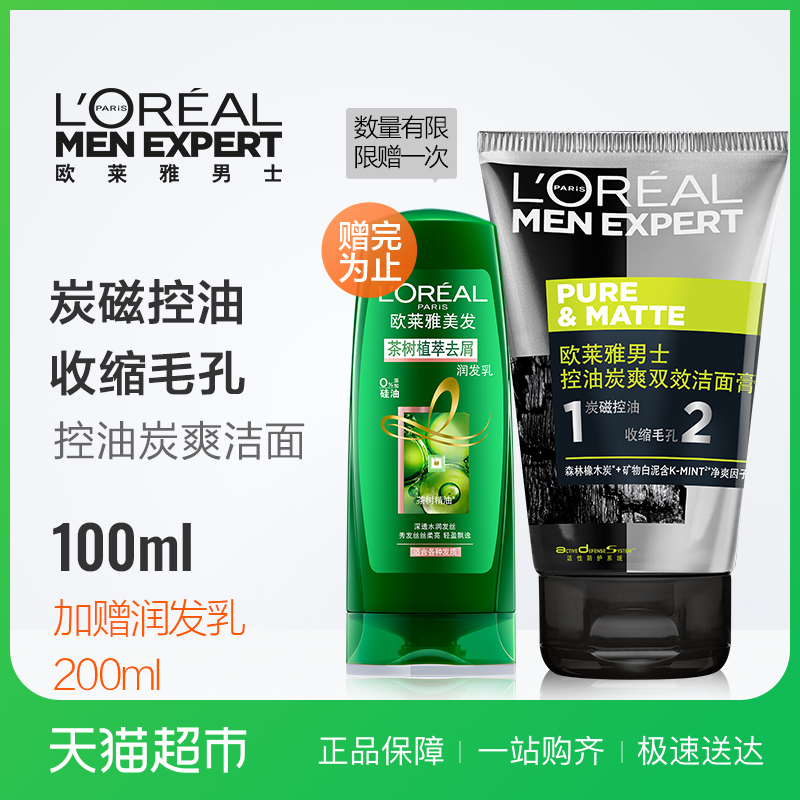 L'ORÉAL
PARIS
MEN EXPERT
欧莱雅男士
炭磁控油
收缩毛孔
控油炭爽洁面
100ml
加赠润发乳
200ml
数量有限
限赠一次
赠完
为止
L'ORÉAL
PARIS
欧莱雅美发
茶树植萃去屑
润发乳
0%添加
硅油
茶树精油
深透水润发丝
秀发丝丝柔亮 轻盈飘逸
适合各种发质
L'ORÉAL
PARIS
MEN EXPERT
PURE
& MATTE
欧莱雅男士
控油炭爽双效洁面膏
1 炭磁控油
收缩毛孔 2
森林橡木炭*+矿物白泥含K-MINT²*净爽因子
ACTIVE DEFENSE SYSTEM™
活性防护系统
天猫超市
正品保障 | 一站购齐 | 极速送达